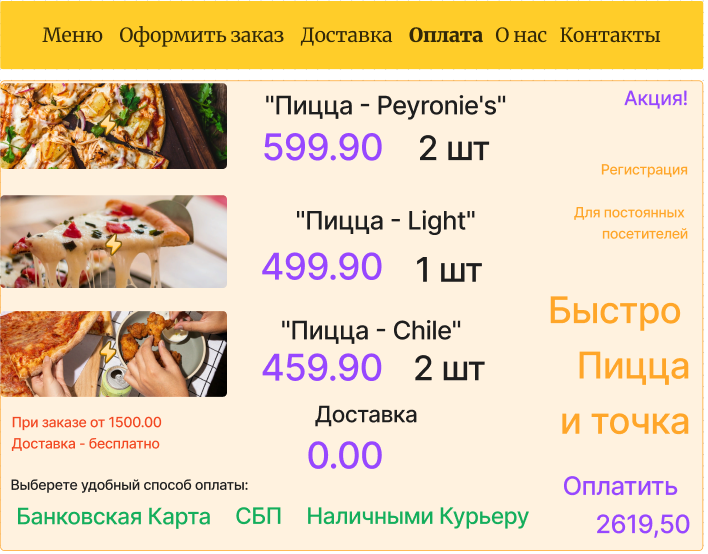 Меню Оформить заказ Доставка Оплата О нас Контакты
"Пицца - Peyronie's"
599.90 2 шт
Акция!
Регистрация
Для постоянных
посетителей
"Пицца - Light"
499.90 1 шт
"Пицца - Chile"
459.90 2 шт
Быстро
Пицца
и точка
При заказе от 1500.00
Доставка - бесплатно
Доставка
0.00
Выберете удобный способ оплаты:
Банковская Карта СБП Наличными Курьеру
Оплатить
2619,50